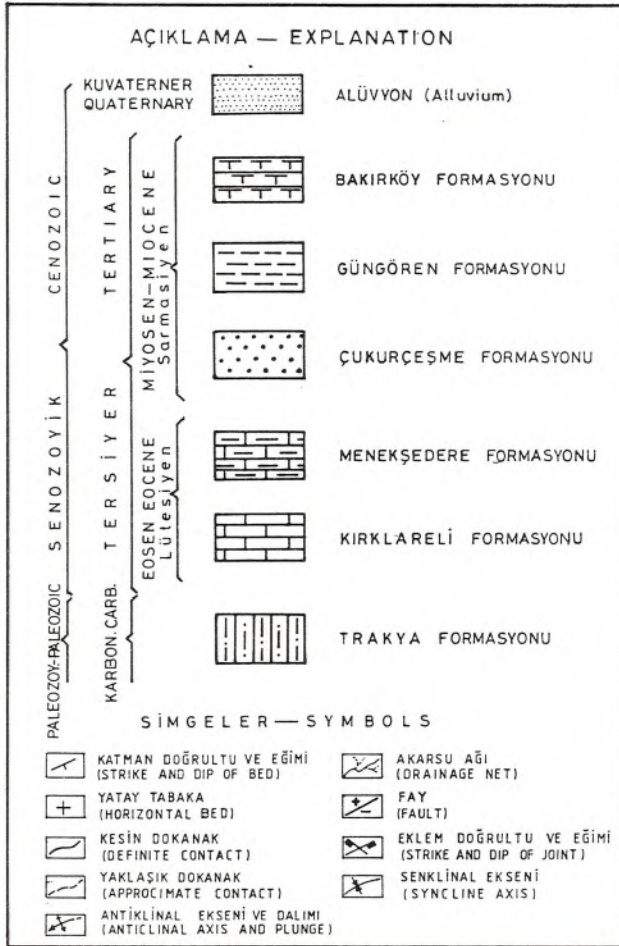 AÇIKLAMA — EXPLANATION
KUVATERNER
QUATERNARY
ALÜVYON (Alluvium)
BAKIRKÖY FORMASYONU
GÜNGÖREN FORMASYONU
ÇUKURÇEŞME FORMASYONU
MENEKŞEDERE FORMASYONU
KIRKLARELİ FORMASYONU
TRAKYA FORMASYONU
SENOZOYİK CENOZOIC
PALEOZOY.-PALEOZOIC
TERSİYER TERTIARY
KARBON. CARB.
MİYOSEN—MIOCENE
Sarmasiyen
EOSEN EOCENE
Lütesiyen
SİMGELER — SYMBOLS
KATMAN DOĞRULTU VE EĞİMİ
(STRIKE AND DIP OF BED)
YATAY TABAKA
(HORIZONTAL BED)
KESİN DOKANAK
(DEFINITE CONTACT)
YAKLAŞIK DOKANAK
(APPROCIMATE CONTACT)
ANTİKLİNAL EKSENİ VE DALIMI
(ANTICLINAL AXIS AND PLUNGE)
AKARSU AĞI
(DRAINAGE NET)
FAY
(FAULT)
EKLEM DOĞRULTU VE EĞİMİ
(STRIKE AND DIP OF JOINT)
SENKLİNAL EKSENİ
(SYNCLINE AXIS)